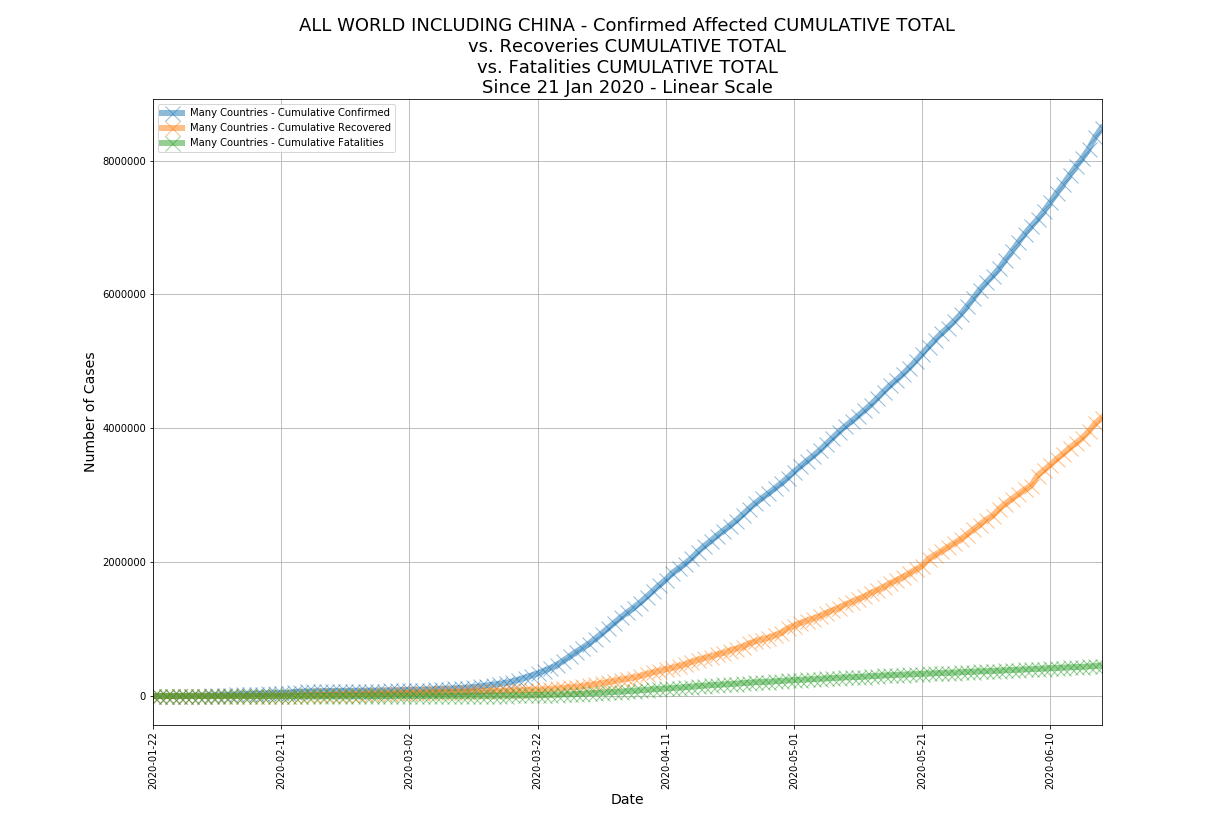 ALL WORLD INCLUDING CHINA - Confirmed Affected CUMULATIVE TOTAL
vs. Recoveries CUMULATIVE TOTAL
vs. Fatalities CUMULATIVE TOTAL
Since 21 Jan 2020 - Linear Scale
Many Countries - Cumulative Confirmed
Many Countries - Cumulative Recovered
Many Countries - Cumulative Fatalities
Number of Cases
8000000
6000000
4000000
2000000
0
2020-01-22
2020-02-11
2020-03-02
2020-03-22
2020-04-11
2020-05-01
2020-05-21
2020-06-10
Date